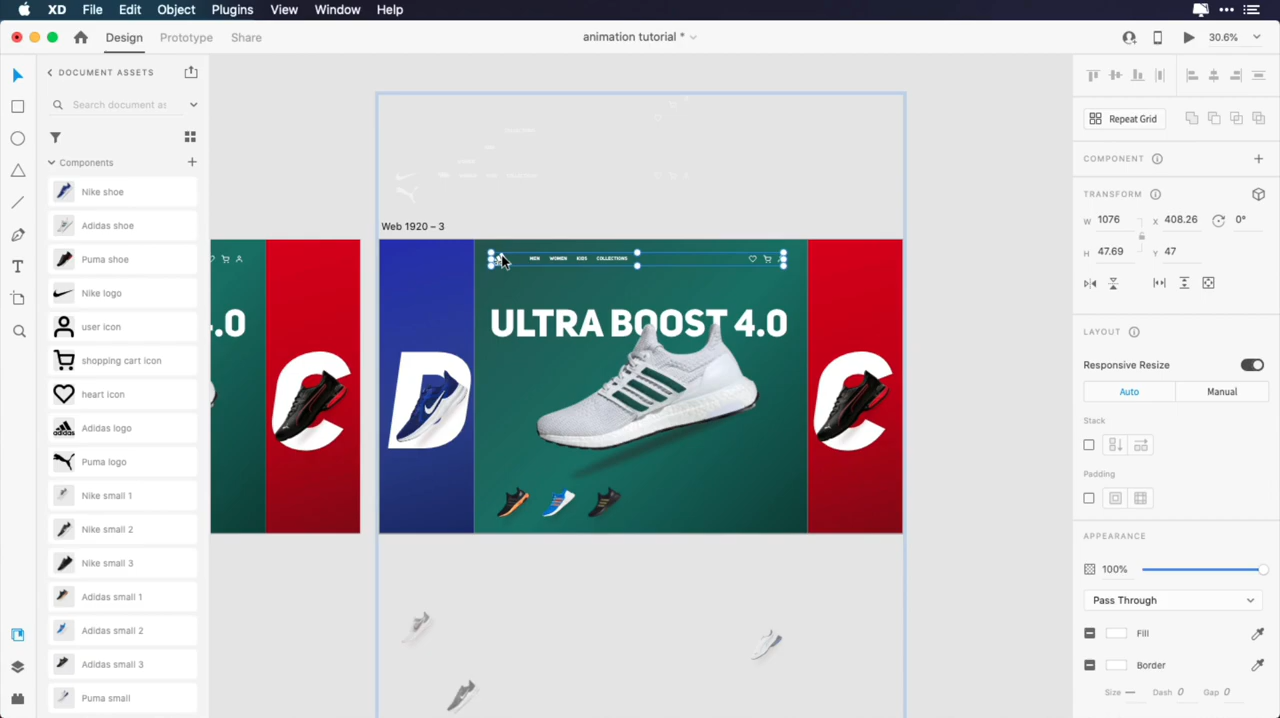 XD File Edit Object Plugins View Window Help
Design Prototype Share
animation tutorial *
30.6%
DOCUMENT ASSETS
Search document as
Components
Nike shoe
Adidas shoe
Puma shoe
Nike logo
user icon
shopping cart icon
heart icon
Adidas logo
Puma logo
Nike small 1
Nike small 2
Nike small 3
Adidas small 1
Adidas small 2
Adidas small 3
Puma small
Web 1920 – 3
MEN WOMEN KIDS COLLECTIONS
.0
ULTRA BOOST 4.0
C
D
C
Repeat Grid
COMPONENT
TRANSFORM
W 1076 X 408.26 0°
H 47.69 Y 47
LAYOUT
Responsive Resize
Auto Manual
Stack
Padding
APPEARANCE
100%
Pass Through
Fill
Border
Size — Dash 0 Gap 0